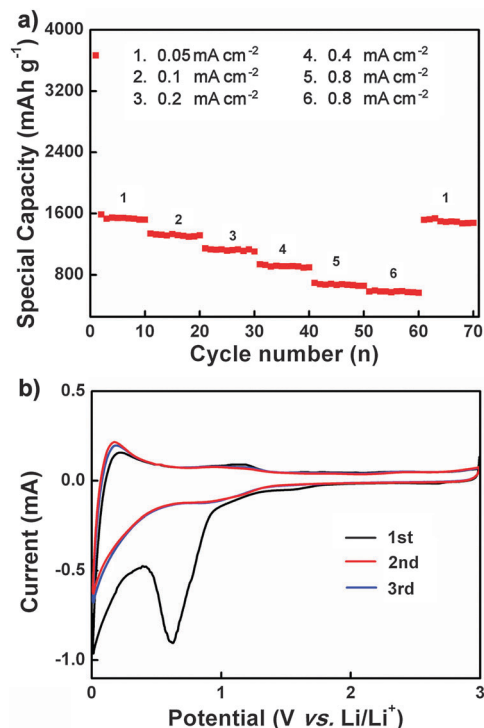 a)
4000
3200
2400
1600
800
Special Capacity (mAh g⁻¹)
1. 0.05 mA cm⁻² 4. 0.4 mA cm⁻²
2. 0.1 mA cm⁻² 5. 0.8 mA cm⁻²
3. 0.2 mA cm⁻² 6. 0.8 mA cm⁻²
1 2 3 4 5 6 1
0 10 20 30 40 50 60 70
Cycle number (n)
b)
0.5
0.0
-0.5
-1.0
Current (mA)
1st
2nd
3rd
0 1 2 3
Potential (V vs. Li/Li⁺)